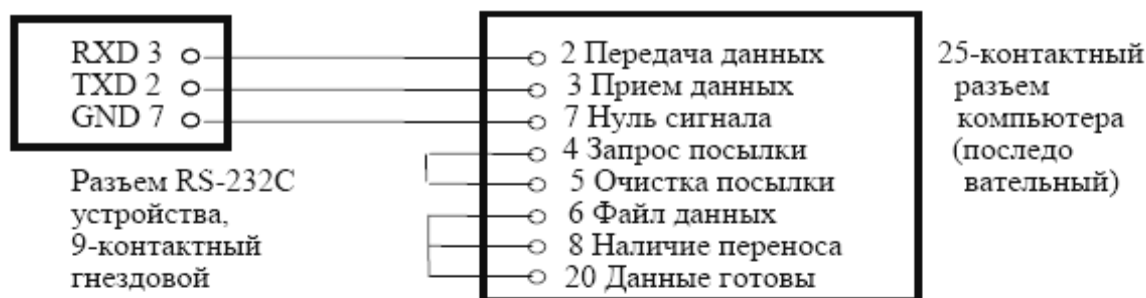 RXD 3
TXD 2
GND 7
Разъем RS-232C
устройства,
9-контактный
гнездовой
2 Передача данных
3 Прием данных
7 Нуль сигнала
4 Запрос посылки
5 Очистка посылки
6 Файл данных
8 Наличие переноса
20 Данные готовы
25-контактный
разъем
компьютера
(последо
вательный)